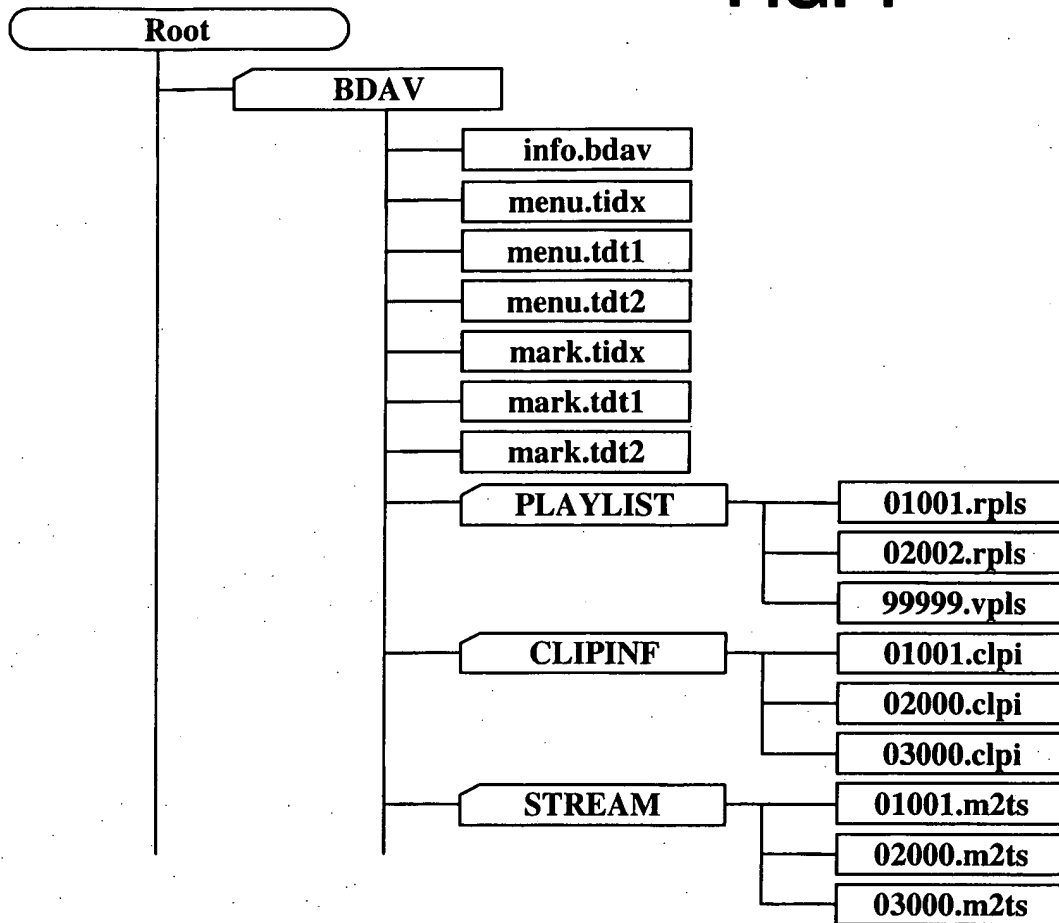 Root
BDAV
info.bdav
menu.tidx
menu.tdt1
menu.tdt2
mark.tidx
mark.tdt1
mark.tdt2
PLAYLIST
01001.rpls
02002.rpls
99999.vpls
CLIPINF
01001.clpi
02000.clpi
03000.clpi
STREAM
01001.m2ts
02000.m2ts
03000.m2ts